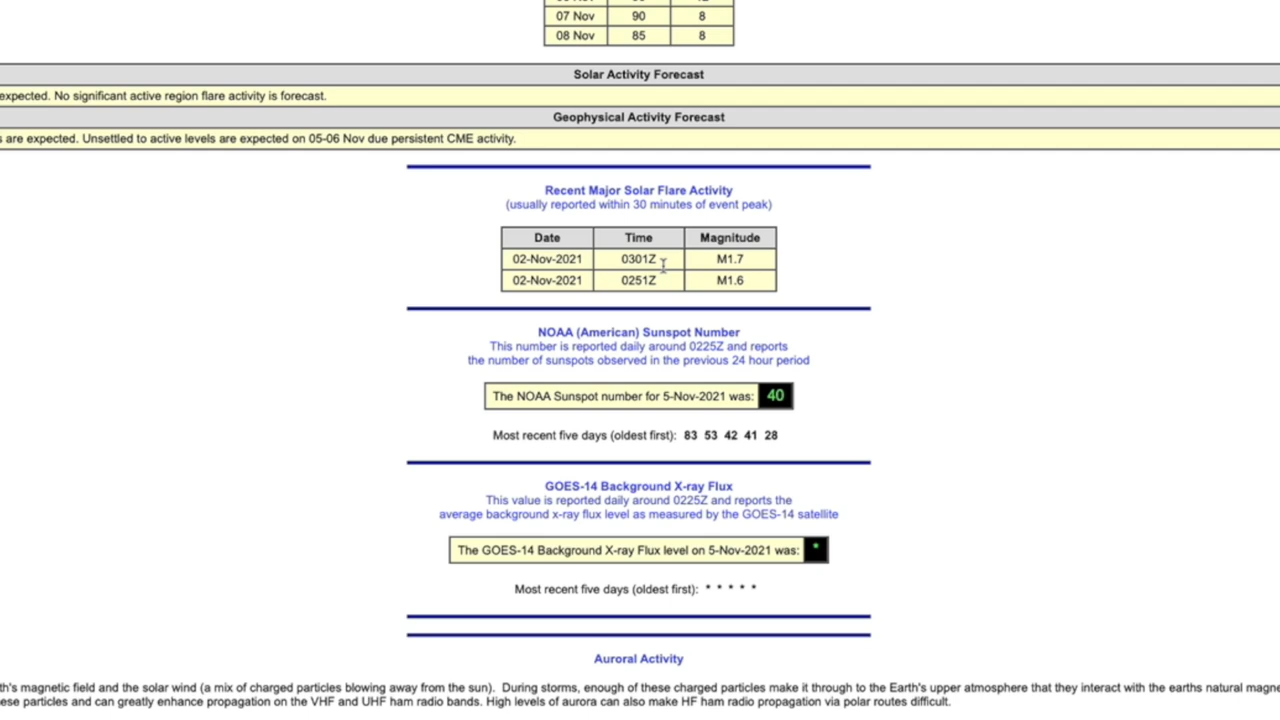 07 Nov 90 8
08 Nov 85 8
Solar Activity Forecast
expected. No significant active region flare activity is forecast.
Geophysical Activity Forecast
s are expected. Unsettled to active levels are expected on 05-06 Nov due persistent CME activity.
Recent Major Solar Flare Activity
(usually reported within 30 minutes of event peak)
Date Time Magnitude
02-Nov-2021 0301Z M1.7
02-Nov-2021 0251Z M1.6
NOAA (American) Sunspot Number
This number is reported daily around 0225Z and reports
the number of sunspots observed in the previous 24 hour period
The NOAA Sunspot number for 5-Nov-2021 was: 40
Most recent five days (oldest first): 83 53 42 41 28
GOES-14 Background X-ray Flux
This value is reported daily around 0225Z and reports the
average background x-ray flux level as measured by the GOES-14 satellite
The GOES-14 Background X-ray Flux level on 5-Nov-2021 was: *
Most recent five days (oldest first): * * * * *
Auroral Activity
th's magnetic field and the solar wind (a mix of charged particles blowing away from the sun). During storms, enough of these charged particles make it through to the Earth's upper atmosphere that they interact with the earths natural magne
ese particles and can greatly enhance propagation on the VHF and UHF ham radio bands. High levels of aurora can also make HF ham radio propagation via polar routes difficult.